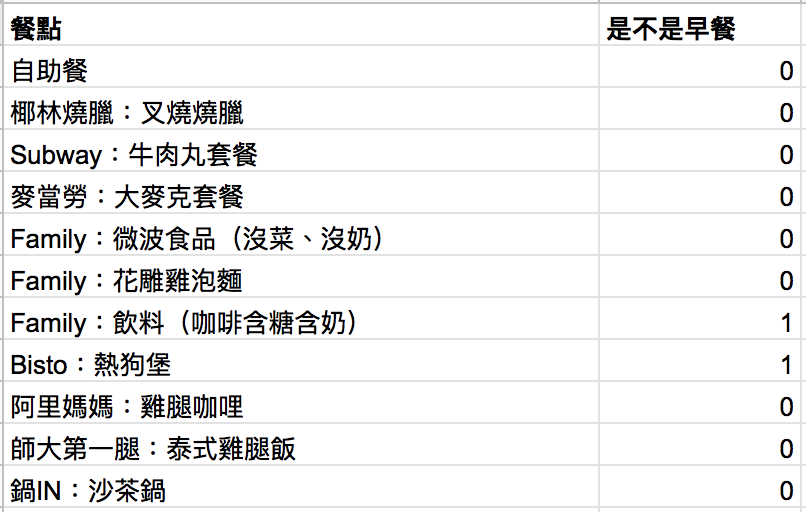 餐點 是不是早餐
自助餐 0
椰林燒臘：叉燒燒臘 0
Subway：牛肉丸套餐 0
麥當勞：大麥克套餐 0
Family：微波食品（沒菜、沒奶） 0
Family：花雕雞泡麵 0
Family：飲料（咖啡含糖含奶） 1
Bisto：熱狗堡 1
阿里媽媽：雞腿咖哩 0
師大第一腿：泰式雞腿飯 0
鍋IN：沙茶鍋 0